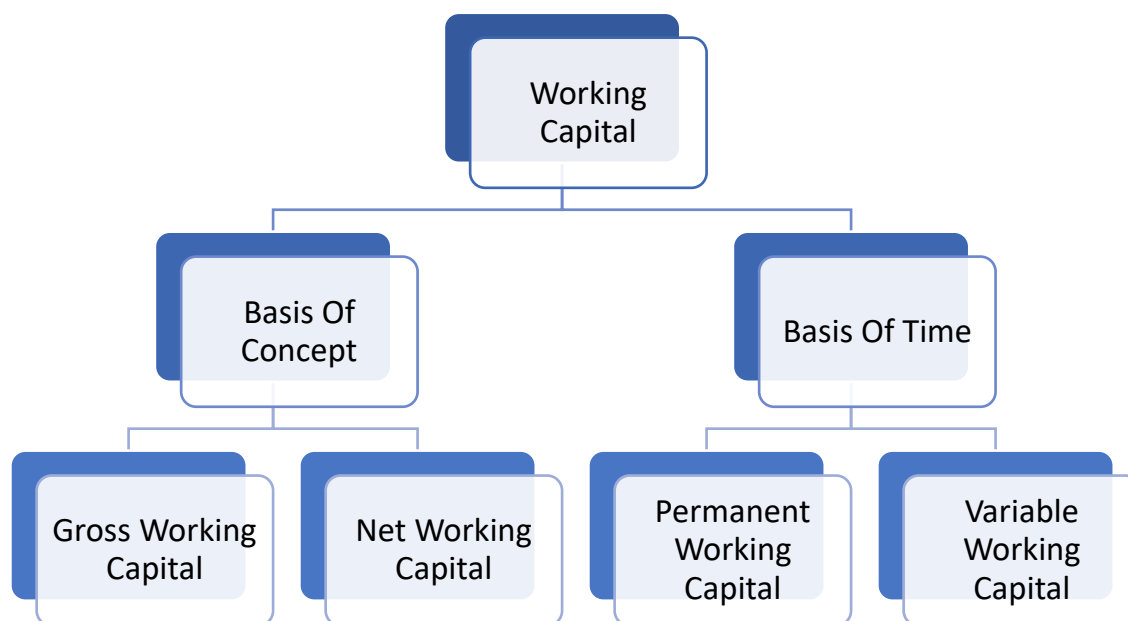 Working
Capital
Basis Of
Concept
Basis Of Time
Gross Working
Capital
Net Working
Capital
Permanent
Working
Capital
Variable
Working
Capital